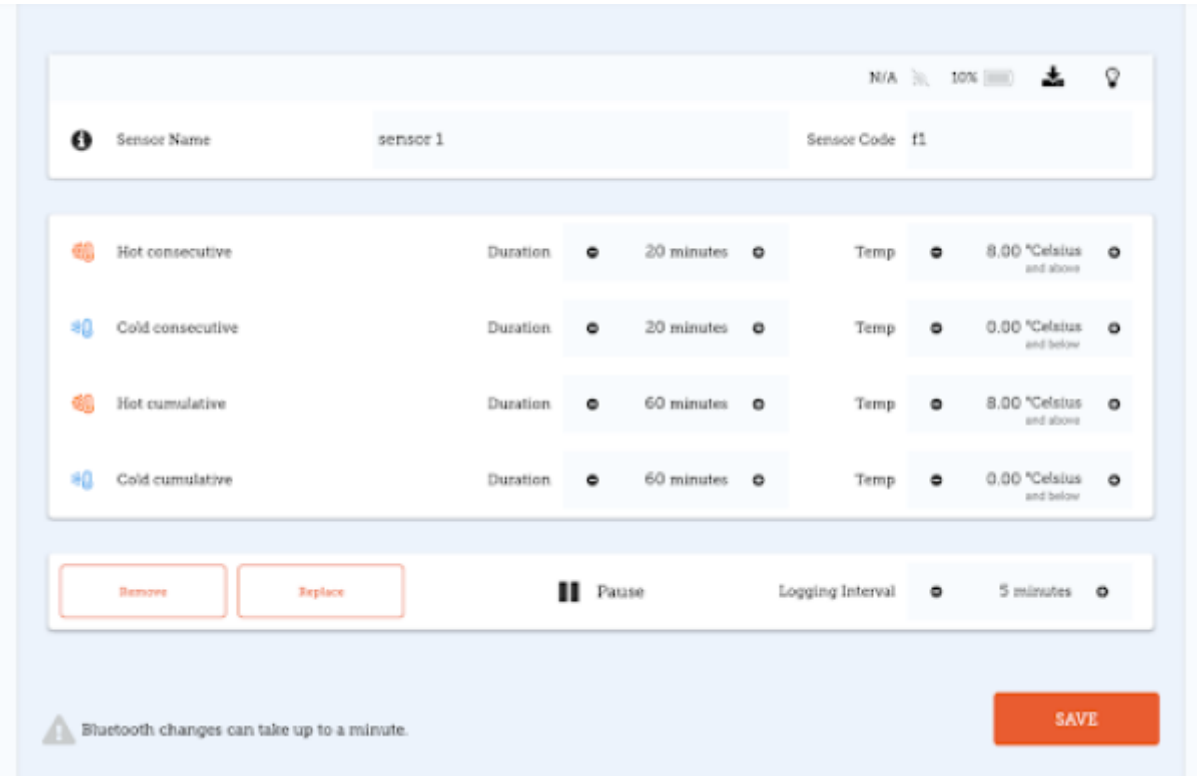 N/A 10%
Sensor Name sensor 1 Sensor Code f1
Hot consecutive Duration 20 minutes Temp 8.00 °Celsius
and above
Cold consecutive Duration 20 minutes Temp 0.00 °Celsius
and below
Hot cumulative Duration 60 minutes Temp 8.00 °Celsius
and above
Cold cumulative Duration 60 minutes Temp 0.00 °Celsius
and below
Remove Replace Pause Logging Interval 5 minutes
SAVE
Bluetooth changes can take up to a minute.